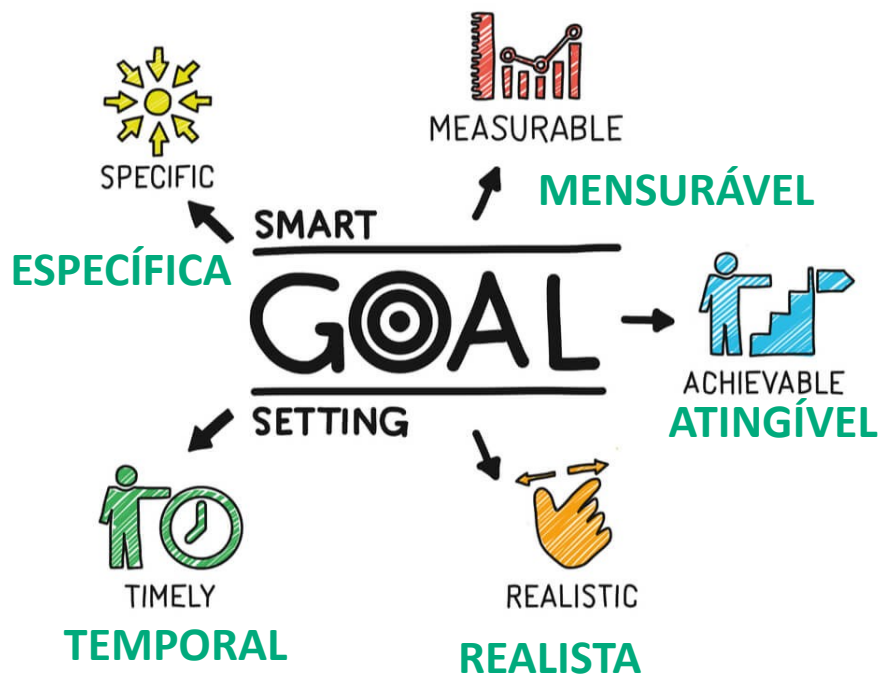 MEASURABLE
MENSURÁVEL
SPECIFIC
ESPECÍFICA
SMART
GOAL
SETTING
ACHIEVABLE
ATINGÍVEL
TIMELY
TEMPORAL
REALISTIC
REALISTA